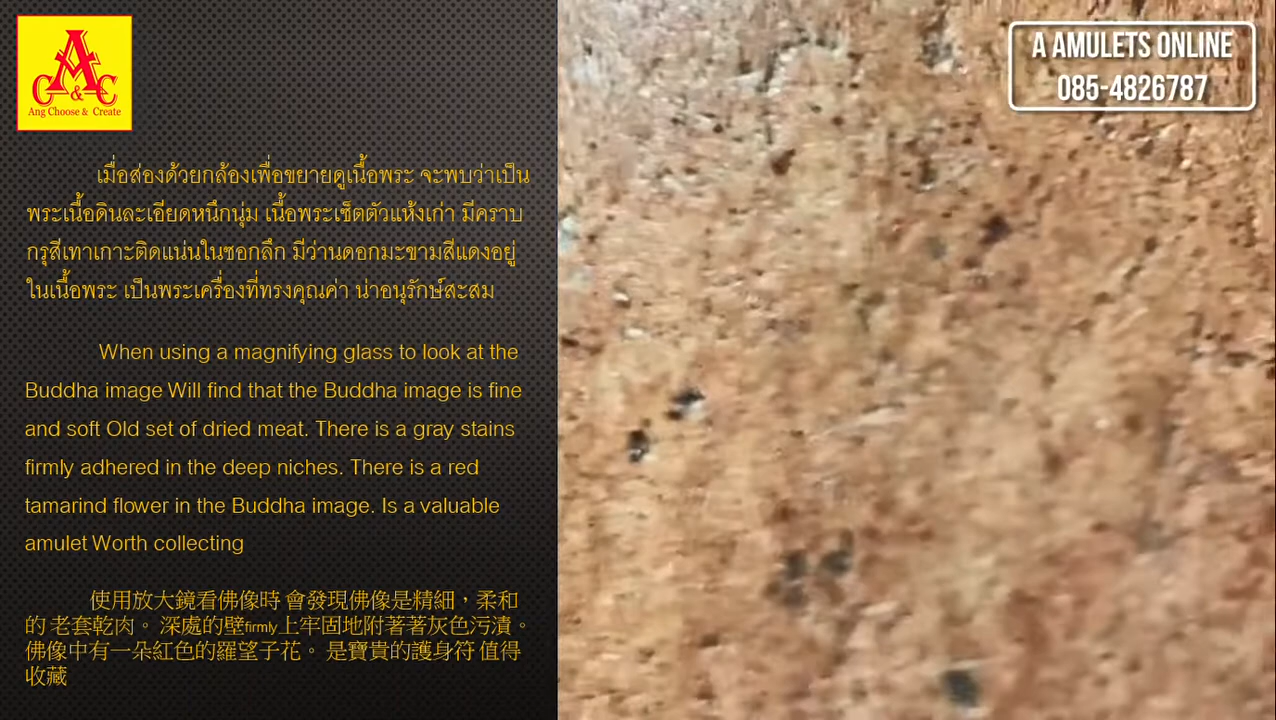 A
C & C
Ang Choose & Create
A AMULETS ONLINE
085-4826787
เมื่อส่องด้วยกล้องเพื่อขยายดูเนื้อพระ จะพบว่าเป็น
พระเนื้อดินละเอียดหนึกนุ่ม เนื้อพระเซ็ตตัวแห้งเก่า มีคราบ
กรุสีเทาเกาะติดแน่นในซอกลึก มีว่านดอกมะขามสีแดงอยู่
ในเนื้อพระ เป็นพระเครื่องที่ทรงคุณค่า น่าอนุรักษ์สะสม
When using a magnifying glass to look at the
Buddha image Will find that the Buddha image is fine
and soft Old set of dried meat. There is a gray stains
firmly adhered in the deep niches. There is a red
tamarind flower in the Buddha image. Is a valuable
amulet Worth collecting
使用放大鏡看佛像時 會發現佛像是精細，柔和
的 老套乾肉。 深處的壁firmly上牢固地附著著灰色污漬。
佛像中有一朵紅色的羅望子花。 是寶貴的護身符 值得
收藏